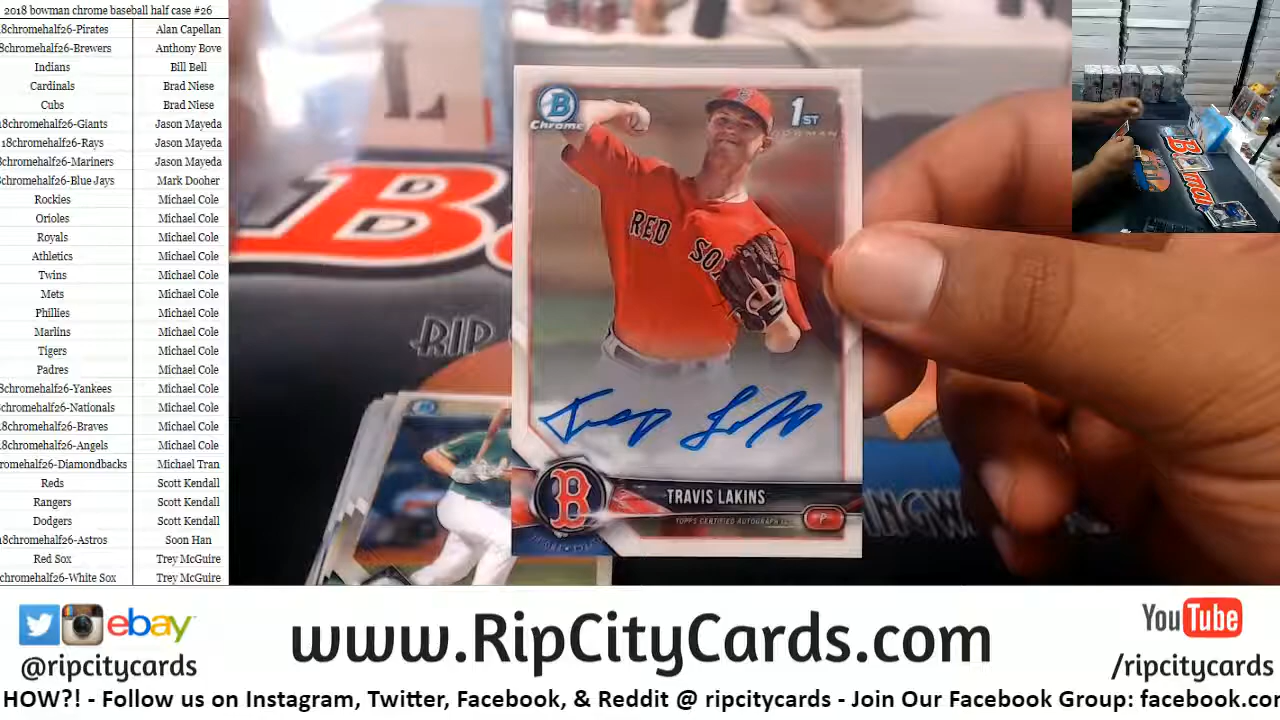 2018 bowman chrome baseball half case #26
8chromehalf26-Pirates Alan Capellan
chromehalf26-Brewers Anthony Bove
Indians Bill Bell
Cardinals Brad Niese
Cubs Brad Niese
8chromehalf26-Giants Jason Mayeda
18chromehalf26-Rays Jason Mayeda
8chromehalf26-Mariners Jason Mayeda
chromehalf26-Blue Jays Mark Dooher
Rockies Michael Cole
Orioles Michael Cole
Royals Michael Cole
Athletics Michael Cole
Twins Michael Cole
Mets Michael Cole
Phillies Michael Cole
Marlins Michael Cole
Tigers Michael Cole
Padres Michael Cole
8chromehalf26-Yankees Michael Cole
chromehalf26-Nationals Michael Cole
8chromehalf26-Braves Michael Cole
18chromehalf26-Angels Michael Cole
romehalf26-Diamondbacks Michael Tran
Reds Scott Kendall
Rangers Scott Kendall
Dodgers Scott Kendall
18chromehalf26-Astros Soon Han
Red Sox Trey McGuire
chromehalf26-White Sox Trey McGuire
B
Chrome
1ST
BOWMAN
RED SOX
B
TRAVIS LAKINS
TOPPS CERTIFIED AUTOGRAPH
P
RIP
ebay
@ripcitycards
www.RipCityCards.com
YouTube
/ripcitycards
HOW?! - Follow us on Instagram, Twitter, Facebook, & Reddit @ ripcitycards - Join Our Facebook Group: facebook.co